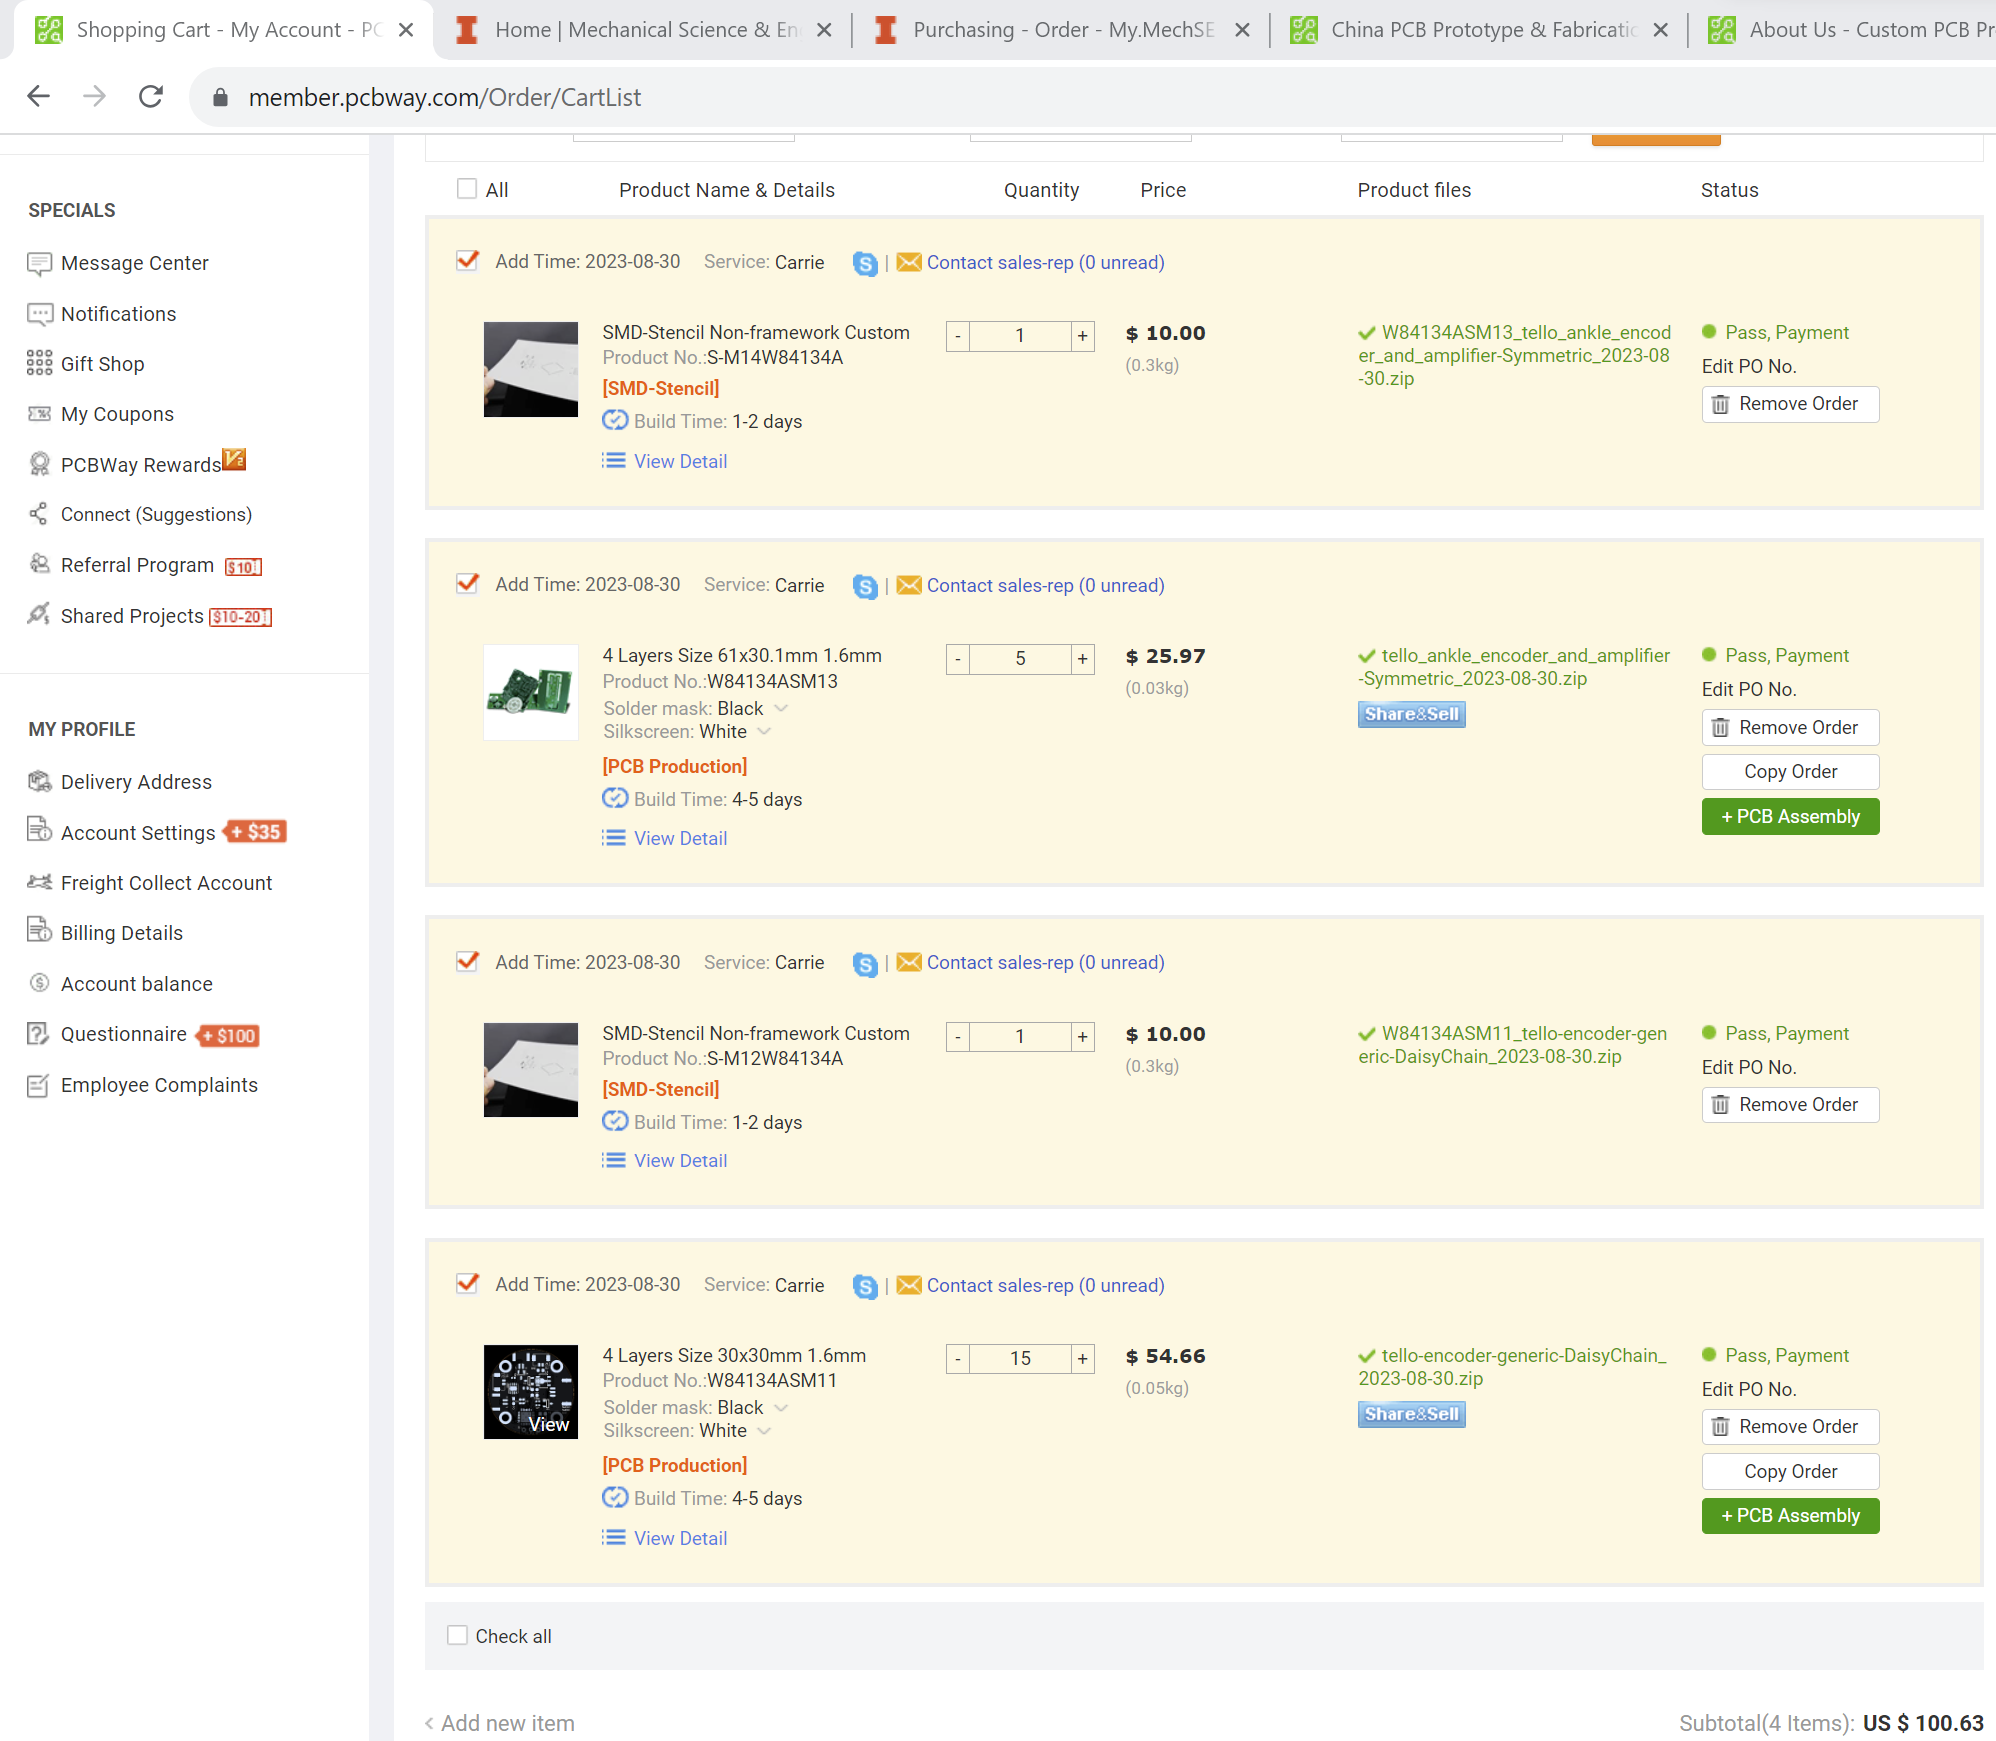 Shopping Cart - My Account - PC
Home | Mechanical Science & En
Purchasing - Order - My.MechSE
China PCB Prototype & Fabricatio
About Us - Custom PCB Pr
member.pcbway.com/Order/CartList
SPECIALS
Message Center
Notifications
Gift Shop
My Coupons
PCBWay Rewards V2
Connect (Suggestions)
Referral Program $10
Shared Projects $10-20
MY PROFILE
Delivery Address
Account Settings + $35
Freight Collect Account
Billing Details
Account balance
Questionnaire + $100
Employee Complaints
All Product Name & Details Quantity Price Product files Status
Add Time: 2023-08-30 Service: Carrie | Contact sales-rep (0 unread)
SMD-Stencil Non-framework Custom
Product No.:S-M14W84134A
[SMD-Stencil]
Build Time: 1-2 days
View Detail
- 1 +
$ 10.00
(0.3kg)
W84134ASM13_tello_ankle_encod
er_and_amplifier-Symmetric_2023-08
-30.zip
Pass, Payment
Edit PO No.
Remove Order
Add Time: 2023-08-30 Service: Carrie | Contact sales-rep (0 unread)
4 Layers Size 61x30.1mm 1.6mm
Product No.:W84134ASM13
Solder mask: Black
Silkscreen: White
[PCB Production]
Build Time: 4-5 days
View Detail
- 5 +
$ 25.97
(0.03kg)
tello_ankle_encoder_and_amplifier
-Symmetric_2023-08-30.zip
Share&Sell
Pass, Payment
Edit PO No.
Remove Order
Copy Order
+ PCB Assembly
Add Time: 2023-08-30 Service: Carrie | Contact sales-rep (0 unread)
SMD-Stencil Non-framework Custom
Product No.:S-M12W84134A
[SMD-Stencil]
Build Time: 1-2 days
View Detail
- 1 +
$ 10.00
(0.3kg)
W84134ASM11_tello-encoder-gen
eric-DaisyChain_2023-08-30.zip
Pass, Payment
Edit PO No.
Remove Order
Add Time: 2023-08-30 Service: Carrie | Contact sales-rep (0 unread)
View
4 Layers Size 30x30mm 1.6mm
Product No.:W84134ASM11
Solder mask: Black
Silkscreen: White
[PCB Production]
Build Time: 4-5 days
View Detail
- 15 +
$ 54.66
(0.05kg)
tello-encoder-generic-DaisyChain_
2023-08-30.zip
Share&Sell
Pass, Payment
Edit PO No.
Remove Order
Copy Order
+ PCB Assembly
Check all
< Add new item
Subtotal(4 Items): US $ 100.63